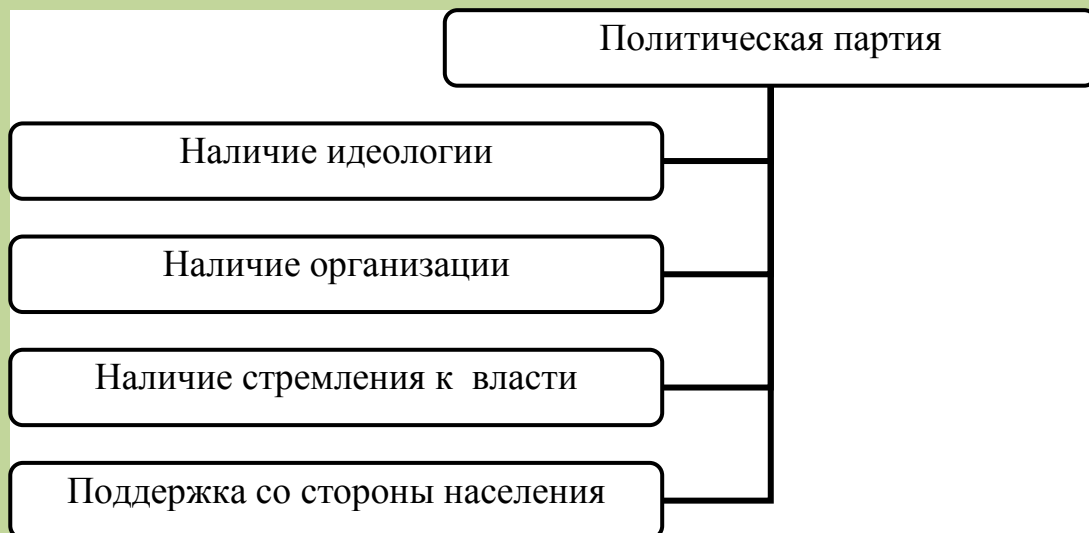 Политическая партия
Наличие идеологии
Наличие организации
Наличие стремления к власти
Поддержка со стороны населения